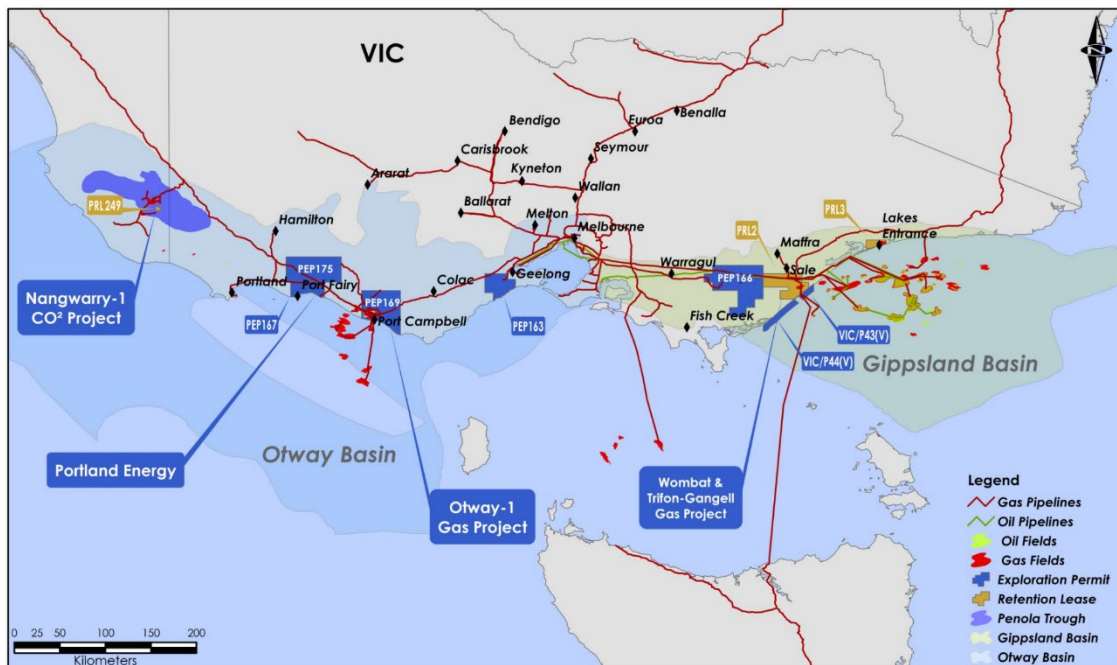 VIC
Benalla
Bendigo
Euroa
Seymour
Carisbrook
Kyneton
Ararat
Wallan
Ballarat
Melton
Melbourne
PRL249
Hamilton
PRL3
Lakes
Entrance
PRL2
Maffra
Sale
Warragul
PEP166
Geelong
Colac
PEP175
Portland
Port Fairy
PEP169
Nangwarry-1
CO² Project
PEP167
Port Campbell
PEP163
Fish Creek
VIC/P43(V)
VIC/P44(V)
Gippsland Basin
Otway Basin
Portland Energy
Otway-1
Gas Project
Wombat &
Trifon-Gangell
Gas Project
Legend
Gas Pipelines
Oil Pipelines
Oil Fields
Gas Fields
Exploration Permit
Retention Lease
Penola Trough
Gippsland Basin
Otway Basin
0 25 50 100 150 200
Kilometers